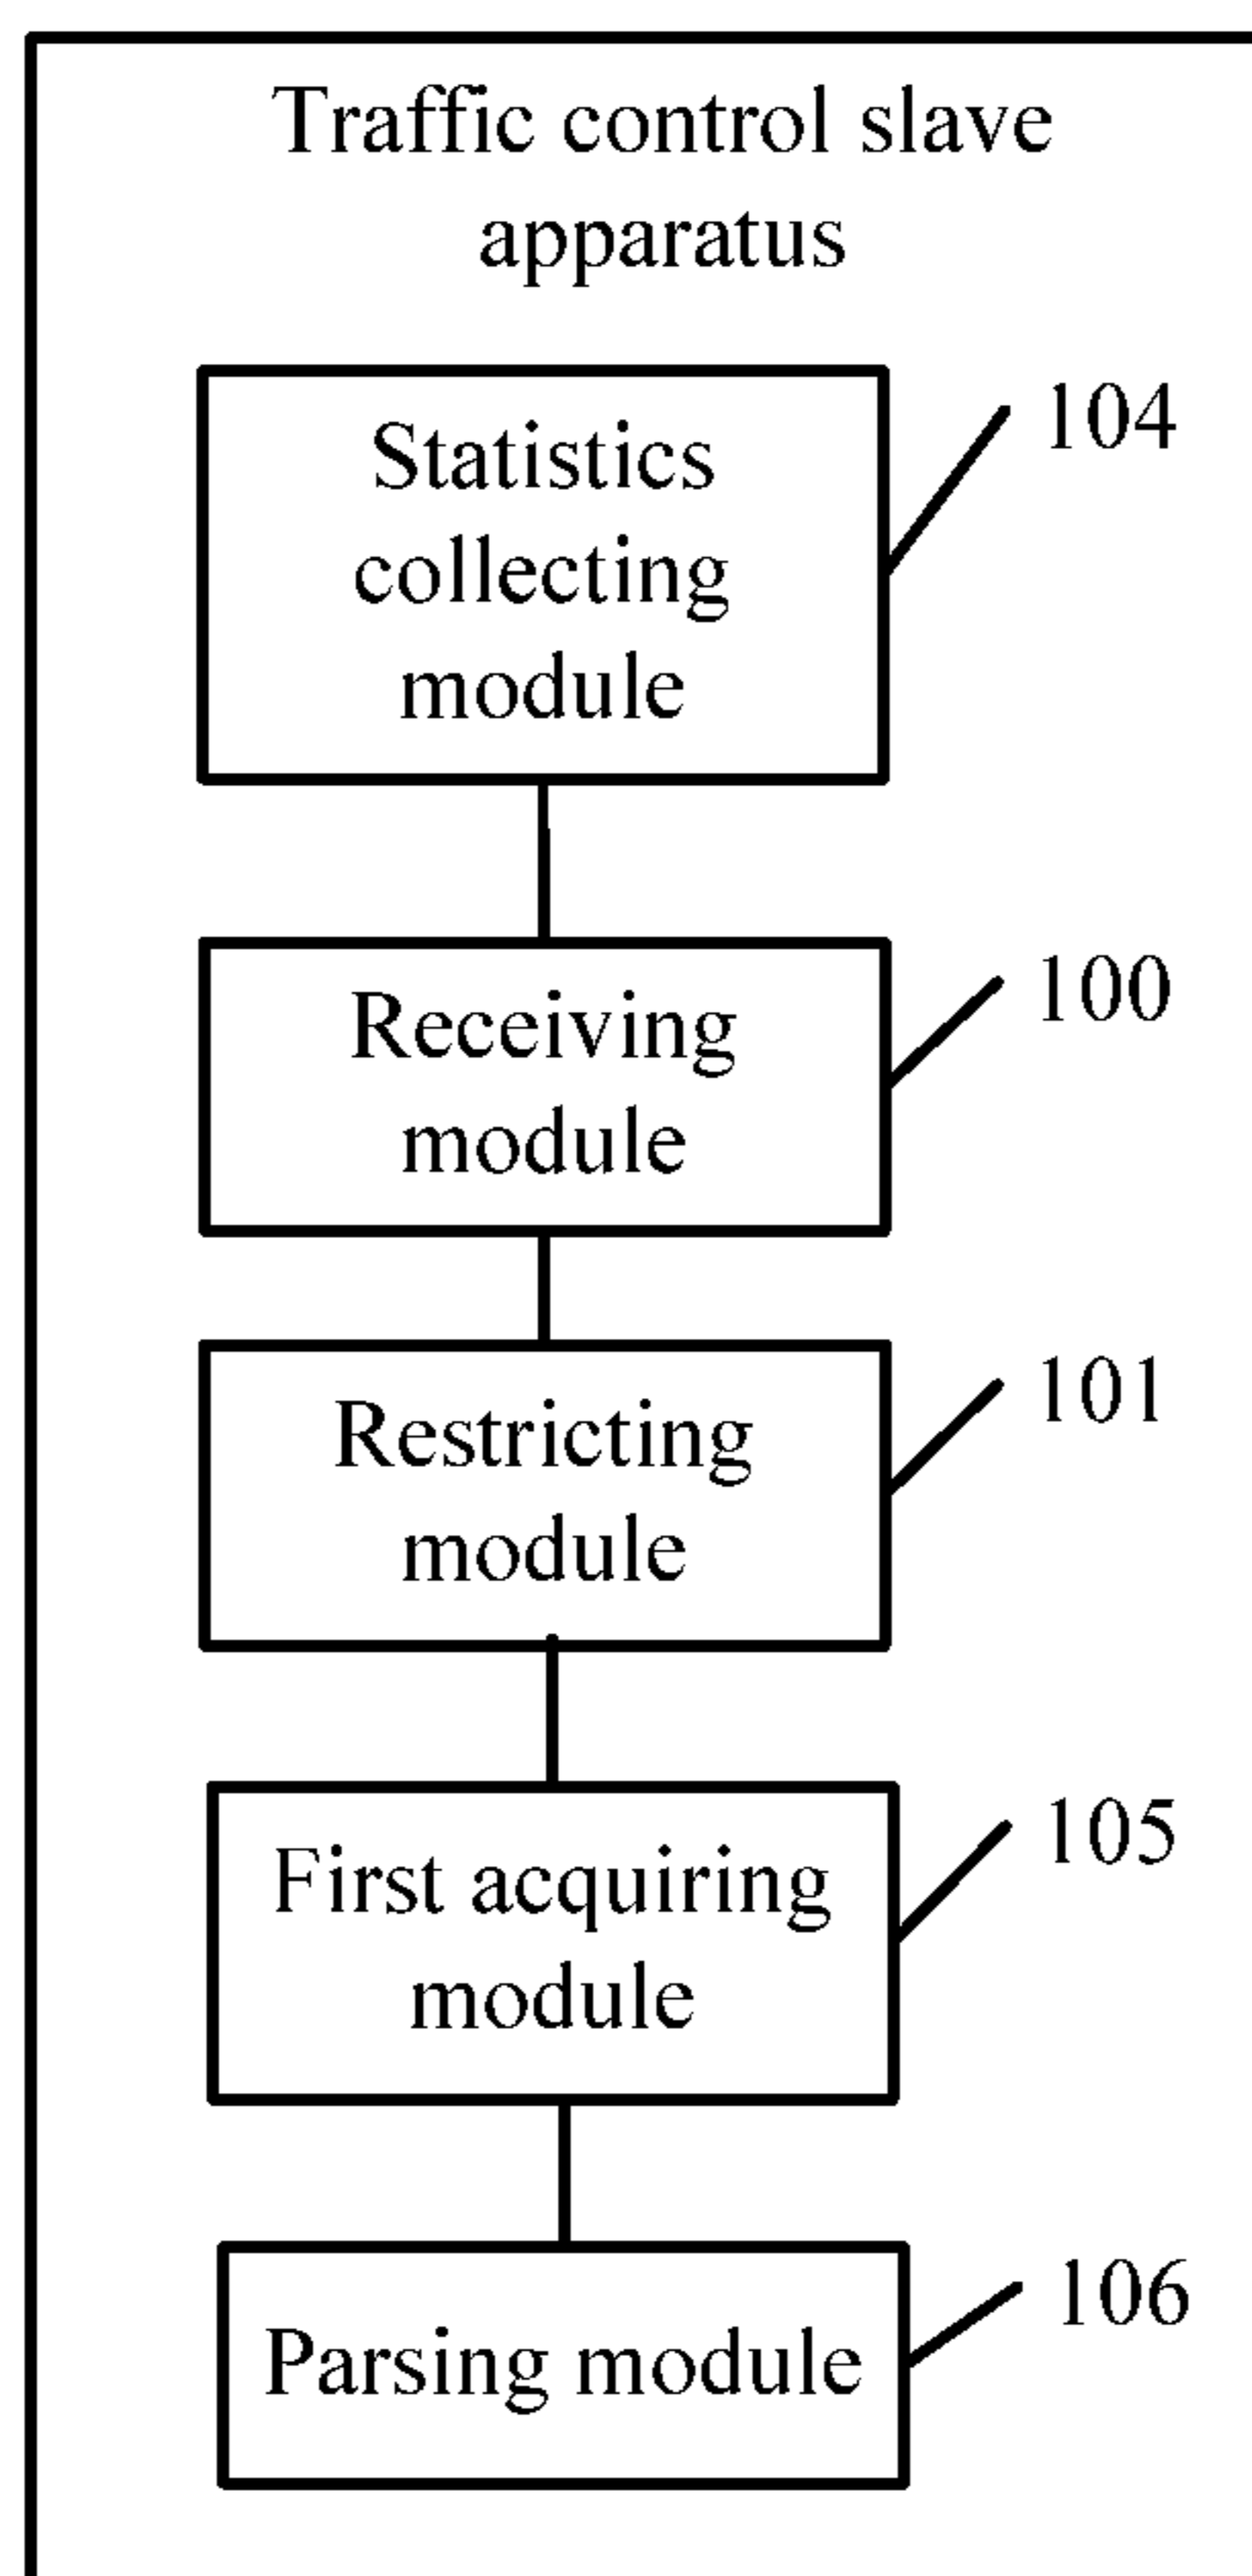 Traffic control slave
apparatus
Statistics
collecting
module
104
Receiving
module
100
Restricting
module
101
First acquiring
module
105
Parsing module
106